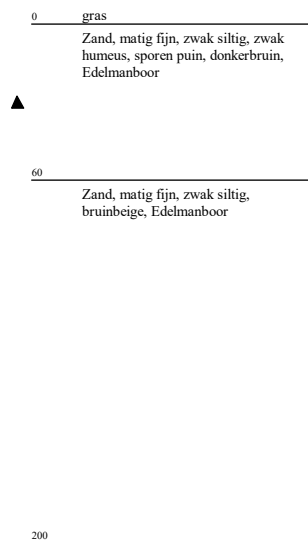 0 gras
Zand, matig fijn, zwak siltig, zwak
humeus, sporen puin, donkerbruin,
Edelmanboor
60
Zand, matig fijn, zwak siltig,
bruinbeige, Edelmanboor
200